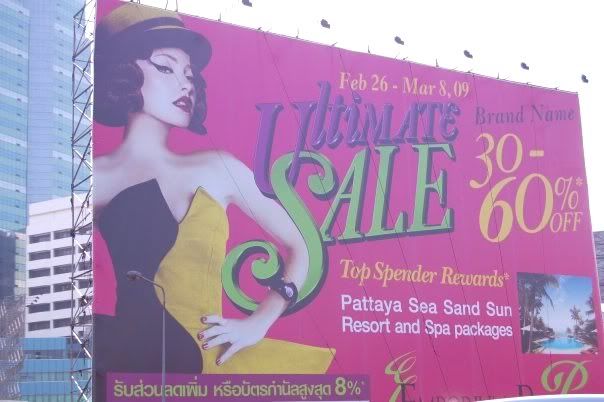 Feb 26 - Mar 8, 09
Ultimate
Sale
Brand Name
30 -
60%*
OFF
Top Spender Rewards*
Pattaya Sea Sand Sun
Resort and Spa packages
รับส่วนลดเพิ่ม หรือบัตรกำนัลสูงสุด 8%*